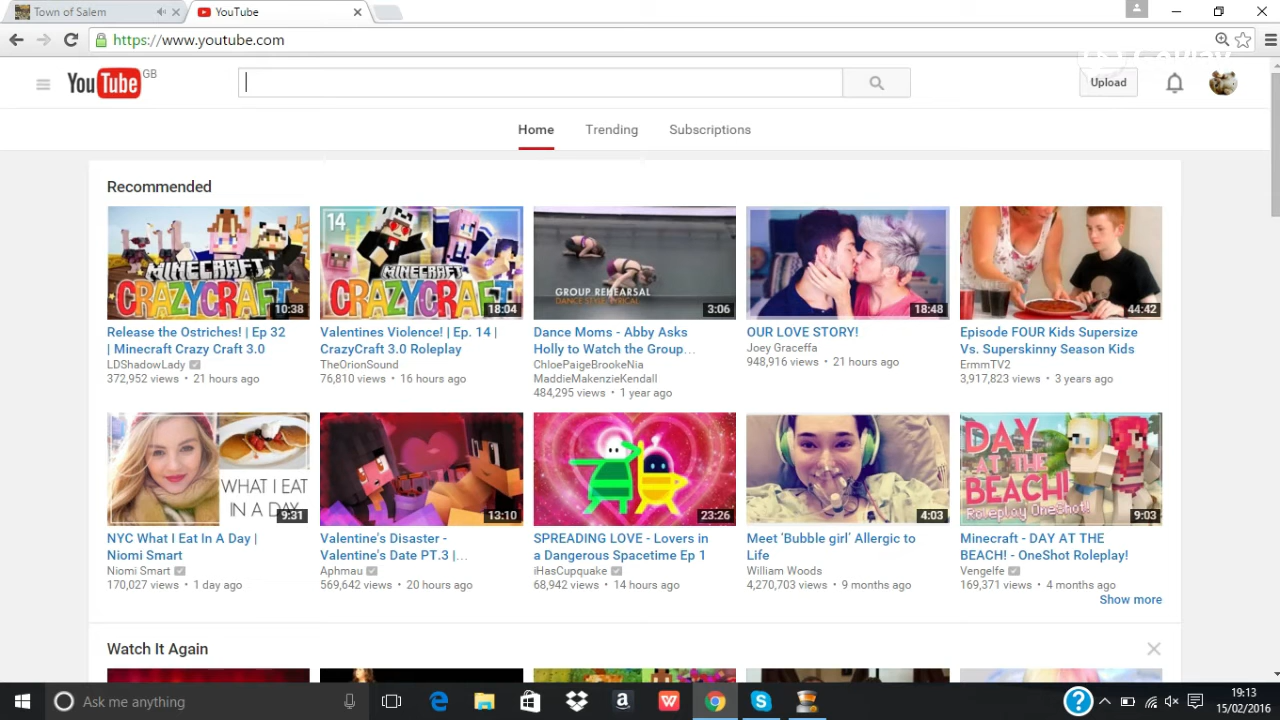 Town of Salem
YouTube
https://www.youtube.com
YouTube GB
Upload
Home Trending Subscriptions
Recommended
MINECRAFT
CRAZYCRAFT
10:38
14
MINECRAFT
CRAZYCRAFT
18:04
GROUP REHEARSAL
DANCE STYLE: LYRICAL
3:06
18:48
44:42
Release the Ostriches! | Ep 32
| Minecraft Crazy Craft 3.0
LDShadowLady
372,952 views • 21 hours ago
Valentines Violence! | Ep. 14 |
CrazyCraft 3.0 Roleplay
TheOrionSound
76,810 views • 16 hours ago
Dance Moms - Abby Asks
Holly to Watch the Group...
ChloePaigeBrookeNia
MaddieMakenzieKendall
484,295 views • 1 year ago
OUR LOVE STORY!
Joey Graceffa
948,916 views • 21 hours ago
Episode FOUR Kids Supersize
Vs. Superskinny Season Kids
ErmmTV2
3,917,823 views • 3 years ago
WHAT I EAT
IN A DAY
9:31
13:10
23:26
4:03
DAY
AT THE
BEACH!
Roleplay OneShot!
9:03
NYC What I Eat In A Day |
Niomi Smart
Niomi Smart
170,027 views • 1 day ago
Valentine's Disaster -
Valentine's Date PT.3 |...
Aphmau
569,642 views • 20 hours ago
SPREADING LOVE - Lovers in
a Dangerous Spacetime Ep 1
iHasCupquake
68,942 views • 14 hours ago
Meet 'Bubble girl' Allergic to
Life
William Woods
4,270,703 views • 9 months ago
Minecraft - DAY AT THE
BEACH! - OneShot Roleplay!
Vengelfe
169,371 views • 4 months ago
Show more
Watch It Again
Ask me anything
19:13
15/02/2016